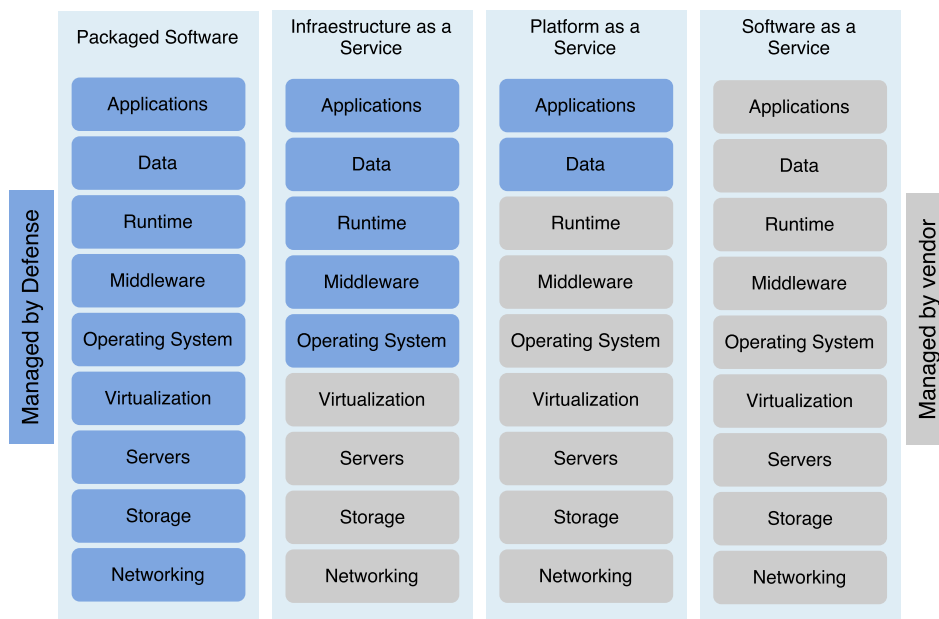 Packaged Software
Infraestructure as a
Service
Platform as a
Service
Software as a
Service
Managed by Defense
Applications
Data
Runtime
Middleware
Operating System
Virtualization
Servers
Storage
Networking
Applications
Data
Runtime
Middleware
Operating System
Virtualization
Servers
Storage
Networking
Applications
Data
Runtime
Middleware
Operating System
Virtualization
Servers
Storage
Networking
Applications
Data
Runtime
Middleware
Operating System
Virtualization
Servers
Storage
Networking
Managed by vendor